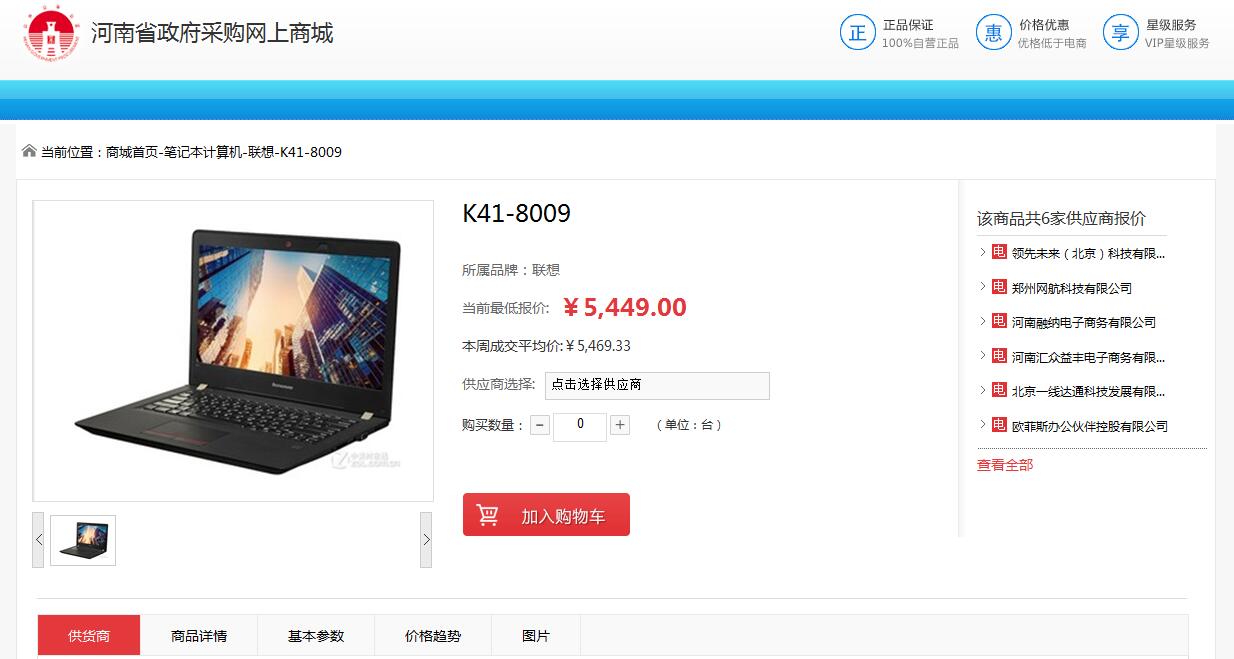 河南省政府采购网上商城
正
正品保证
100%自营正品
惠
价格优惠
优格低于电商
享
星级服务
VIP星级服务
当前位置：商城首页-笔记本计算机-联想-K41-8009
K41-8009
所属品牌：联想
当前最低报价: ￥5,449.00
本周成交平均价:￥5,469.33
供应商选择: 点击选择供应商
购买数量： − 0 + （单位：台）
加入购物车
该商品共6家供应商报价
电 领先未来（北京）科技有限...
电 郑州网航科技有限公司
电 河南融纳电子商务有限公司
电 河南汇众益丰电子商务有限...
电 北京一线达通科技发展有限...
电 欧菲斯办公伙伴控股有限公司
查看全部
lenovo
ZOL.COM.CN
供货商 商品详情 基本参数 价格趋势 图片